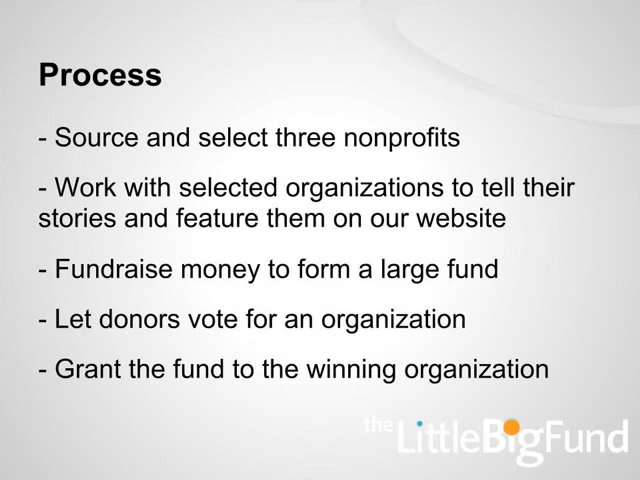 Process
- Source and select three nonprofits
- Work with selected organizations to tell their
stories and feature them on our website
- Fundraise money to form a large fund
- Let donors vote for an organization
- Grant the fund to the winning organization
the LittleBigFund